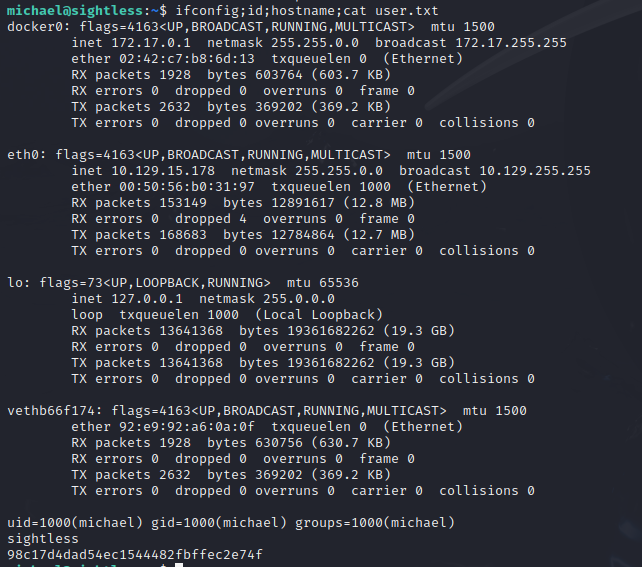 michael@sightless:~$ ifconfig;id;hostname;cat user.txt
docker0: flags=4163<UP,BROADCAST,RUNNING,MULTICAST>  mtu 1500
        inet 172.17.0.1  netmask 255.255.0.0  broadcast 172.17.255.255
        ether 02:42:c7:b8:6d:13  txqueuelen 0  (Ethernet)
        RX packets 1928  bytes 603764 (603.7 KB)
        RX errors 0  dropped 0  overruns 0  frame 0
        TX packets 2632  bytes 369202 (369.2 KB)
        TX errors 0  dropped 0 overruns 0  carrier 0  collisions 0

eth0: flags=4163<UP,BROADCAST,RUNNING,MULTICAST>  mtu 1500
        inet 10.129.15.178  netmask 255.255.0.0  broadcast 10.129.255.255
        ether 00:50:56:b0:31:97  txqueuelen 1000  (Ethernet)
        RX packets 153149  bytes 12891617 (12.8 MB)
        RX errors 0  dropped 4  overruns 0  frame 0
        TX packets 168683  bytes 12784864 (12.7 MB)
        TX errors 0  dropped 0 overruns 0  carrier 0  collisions 0

lo: flags=73<UP,LOOPBACK,RUNNING>  mtu 65536
        inet 127.0.0.1  netmask 255.0.0.0
        loop  txqueuelen 1000  (Local Loopback)
        RX packets 13641368  bytes 19361682262 (19.3 GB)
        RX errors 0  dropped 0  overruns 0  frame 0
        TX packets 13641368  bytes 19361682262 (19.3 GB)
        TX errors 0  dropped 0 overruns 0  carrier 0  collisions 0

vethb66f174: flags=4163<UP,BROADCAST,RUNNING,MULTICAST>  mtu 1500
        ether 92:e9:92:a6:0a:0f  txqueuelen 0  (Ethernet)
        RX packets 1928  bytes 630756 (630.7 KB)
        RX errors 0  dropped 0  overruns 0  frame 0
        TX packets 2632  bytes 369202 (369.2 KB)
        TX errors 0  dropped 0 overruns 0  carrier 0  collisions 0

uid=1000(michael) gid=1000(michael) groups=1000(michael)
sightless
98c17d4dad54ec1544482fbffec2e74f